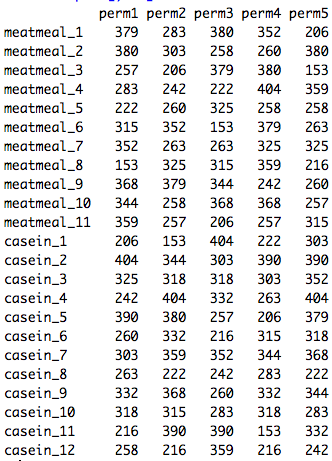 perm1 perm2 perm3 perm4 perm5
meatmeal_1 379 283 380 352 206
meatmeal_2 380 303 258 260 380
meatmeal_3 257 206 379 380 153
meatmeal_4 283 242 222 404 359
meatmeal_5 222 260 325 258 258
meatmeal_6 315 352 153 379 263
meatmeal_7 352 263 263 325 325
meatmeal_8 153 325 315 359 216
meatmeal_9 368 379 344 242 260
meatmeal_10 344 258 368 368 257
meatmeal_11 359 257 206 257 315
casein_1 206 153 404 222 303
casein_2 404 344 303 390 390
casein_3 325 318 318 303 352
casein_4 242 404 332 263 404
casein_5 390 380 257 206 379
casein_6 260 332 216 315 318
casein_7 303 359 352 344 368
casein_8 263 222 242 283 222
casein_9 332 368 260 332 344
casein_10 318 315 283 318 283
casein_11 216 390 390 153 332
casein_12 258 216 359 216 242